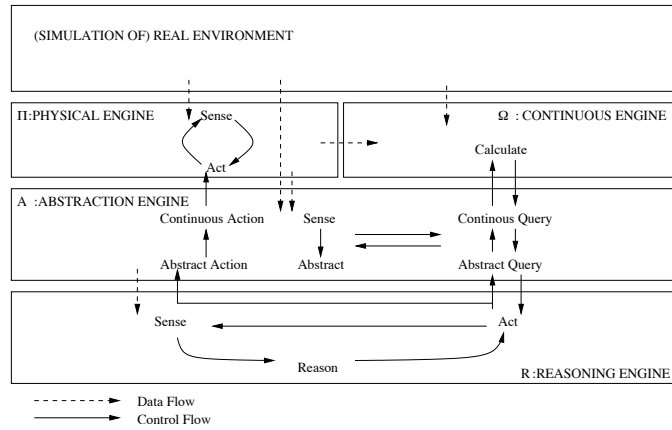 (SIMULATION OF) REAL ENVIRONMENT
Π:PHYSICAL ENGINE
Sense
Act
Ω : CONTINUOUS ENGINE
Calculate
A :ABSTRACTION ENGINE
Continuous Action
Sense
Continous Query
Abstract Action
Abstract
Abstract Query
Sense
Act
Reason
R :REASONING ENGINE
Data Flow
Control Flow